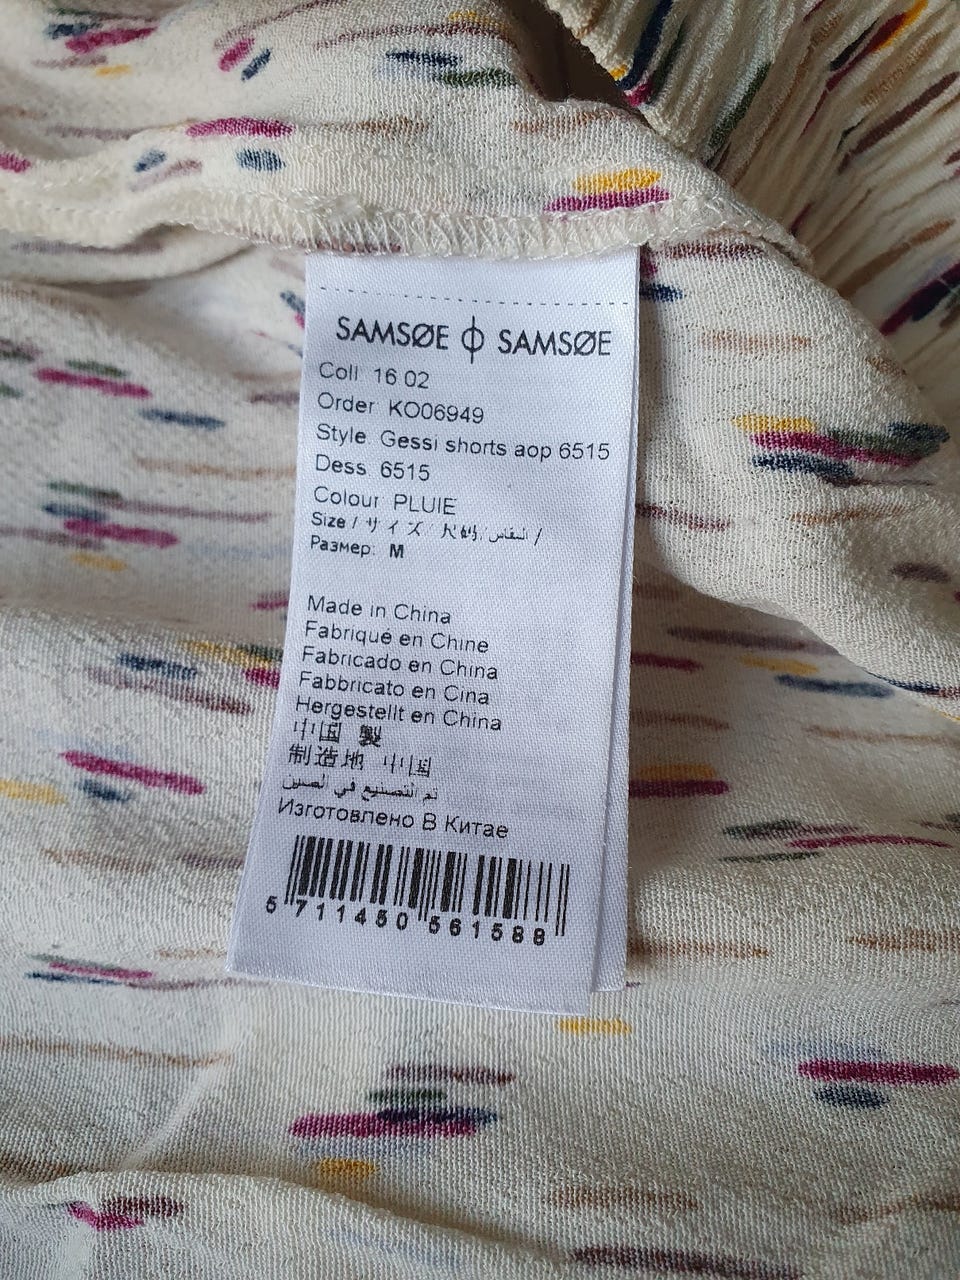 SAMSØE ϕ SAMSØE
Coll 16 02
Order KO06949
Style Gessi shorts aop 6515
Dess 6515
Colour PLUIE
Size / サイズ / 尺码 / المقاس /
Размер: M
Made in China
Fabriqué en Chine
Fabricado en China
Fabbricato en Cina
Hergestellt en China
中国 製
制造地 中国
تم التصنيع في الصين
Изготовлено В Китае
5 711450 561588